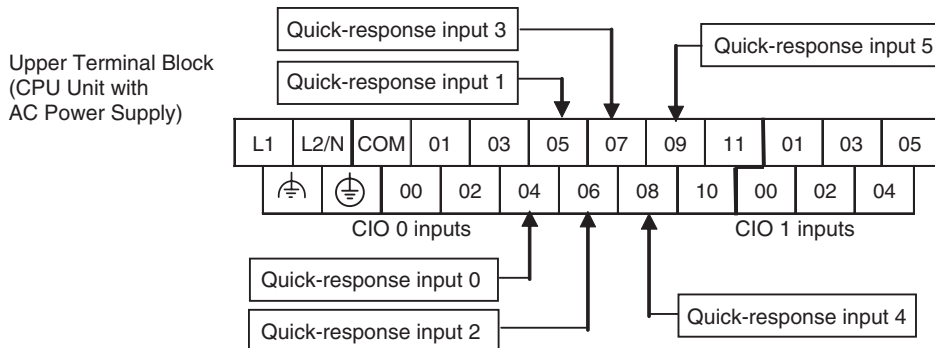 Quick-response input 3
Quick-response input 5
Upper Terminal Block
(CPU Unit with
AC Power Supply)
Quick-response input 1
L1 L2/N COM 01 03 05 07 09 11 01 03 05
00 02 04 06 08 10 00 02 04
CIO 0 inputs CIO 1 inputs
Quick-response input 0
Quick-response input 2
Quick-response input 4